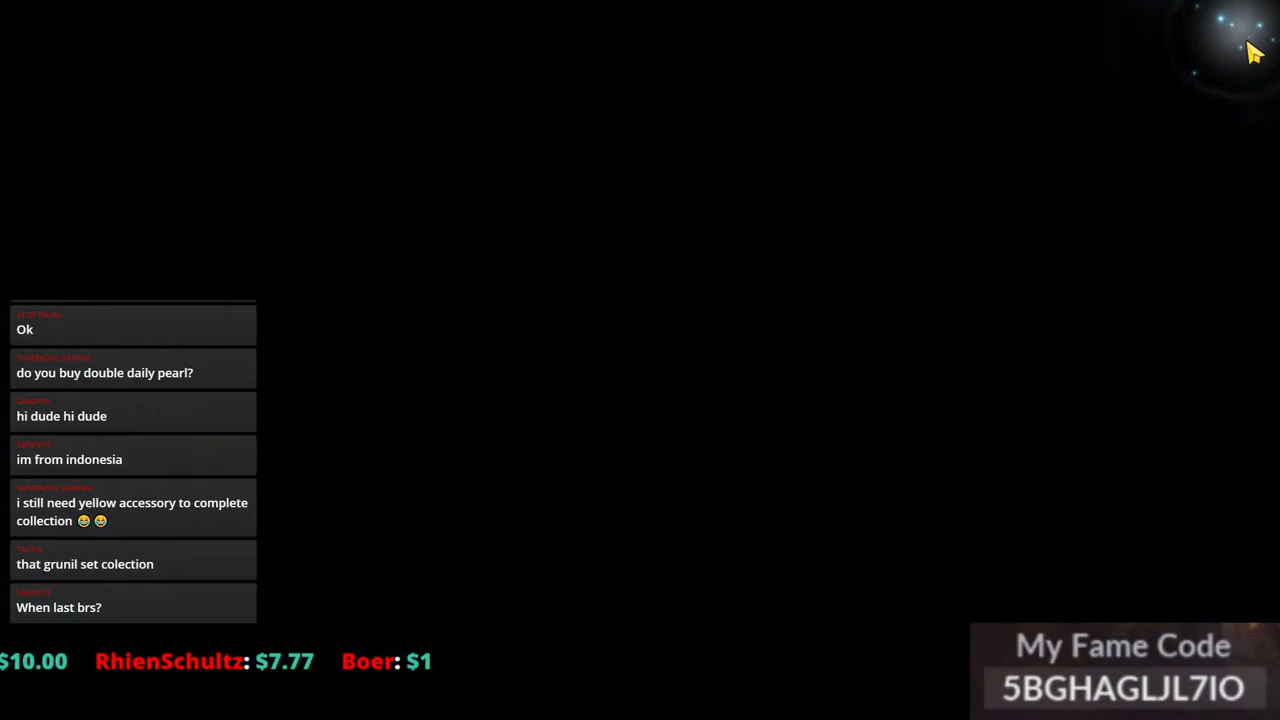 Ok
do you buy double daily pearl?
hi dude hi dude
im from indonesia
i still need yellow accessory to complete
collection 😂 😂
that grunil set colection
When last brs?
$10.00 RhienSchultz: $7.77 Boer: $1
My Fame Code
5BGHAGLJL7IO